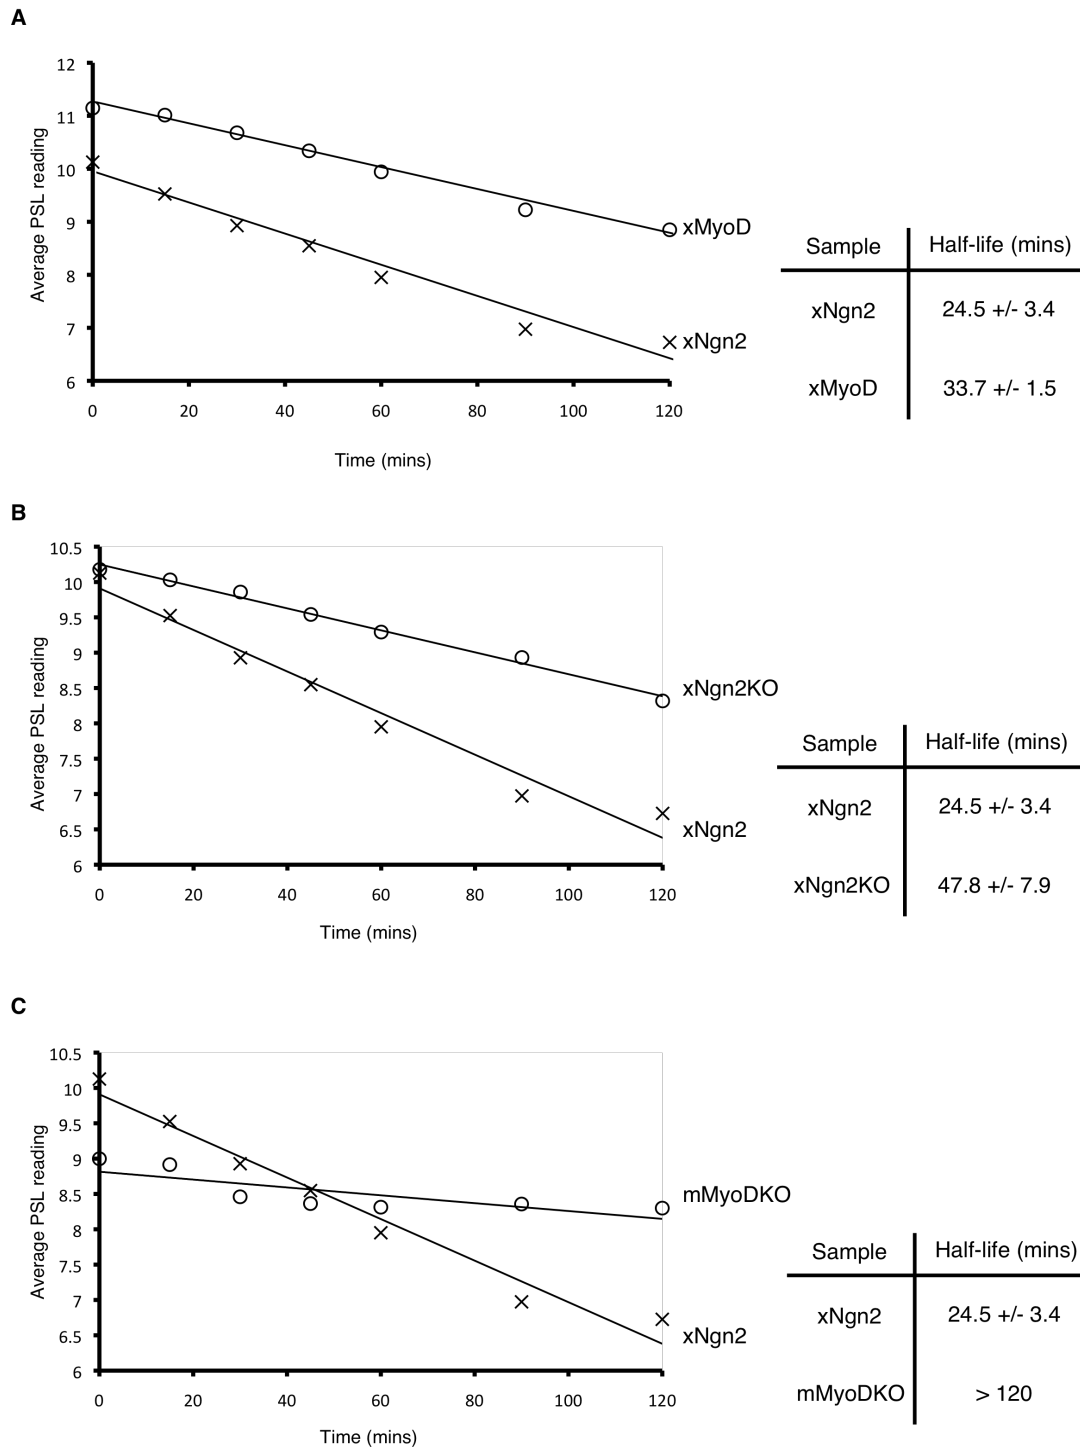 A
12
11
10
9
8
7
6
Average PSL reading
0 20 40 60 80 100 120
Time (mins)
xMyoD
xNgn2
Sample Half-life (mins)
xNgn2 24.5 +/- 3.4
xMyoD 33.7 +/- 1.5
B
10.5
10
9.5
9
8.5
8
7.5
7
6.5
6
Average PSL reading
0 20 40 60 80 100 120
Time (mins)
xNgn2KO
xNgn2
Sample Half-life (mins)
xNgn2 24.5 +/- 3.4
xNgn2KO 47.8 +/- 7.9
C
10.5
10
9.5
9
8.5
8
7.5
7
6.5
6
Average PSL reading
0 20 40 60 80 100 120
Time (mins)
mMyoDKO
xNgn2
Sample Half-life (mins)
xNgn2 24.5 +/- 3.4
mMyoDKO > 120